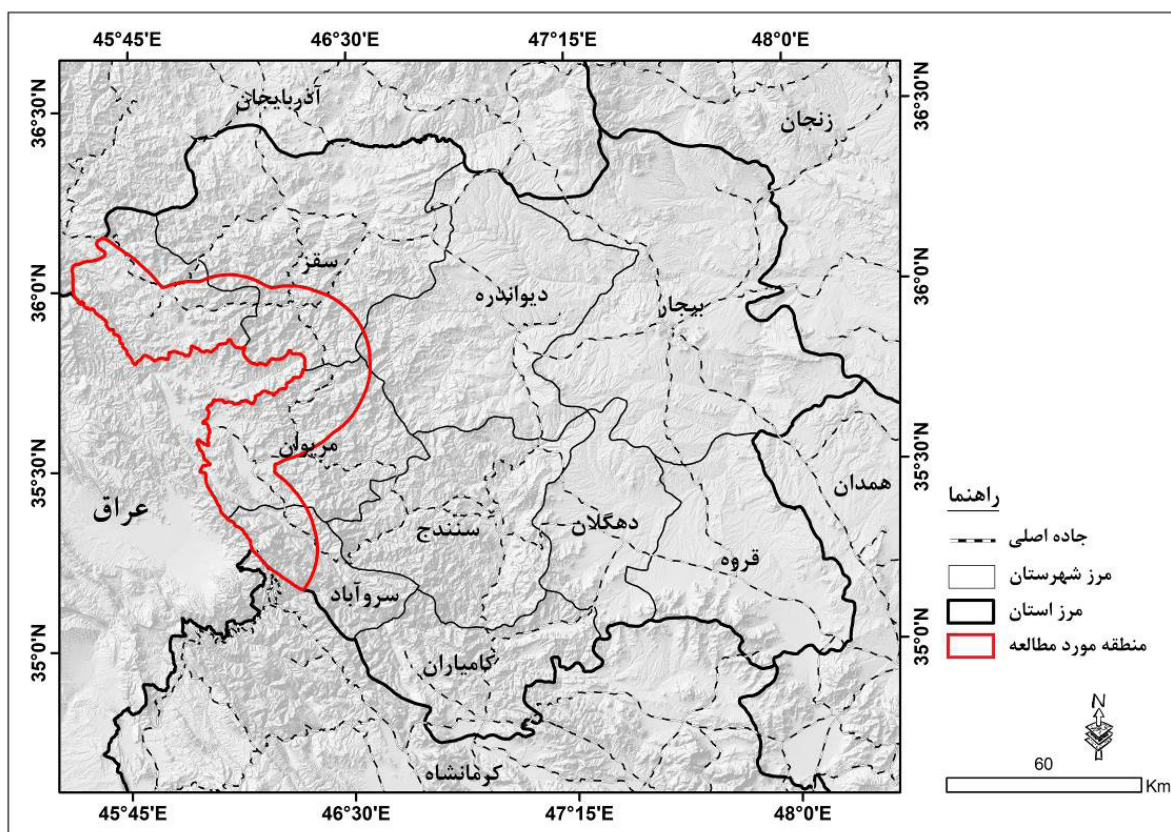 45°45'E
46°30'E
47°15'E
48°0'E
36°30'N
36°30'N
آذربایجان
زنجان
سقز
36°0'N
36°0'N
دیواندره
بیجار
مریوان
35°30'N
35°30'N
همدان
عراق
سنندج
دهگلان
قروه
سروآباد
35°0'N
35°0'N
کامیاران
کرمانشاه
45°45'E
46°30'E
47°15'E
48°0'E
راهنما
جاده اصلی
مرز شهرستان
مرز استان
منطقه مورد مطالعه
N
60
Km